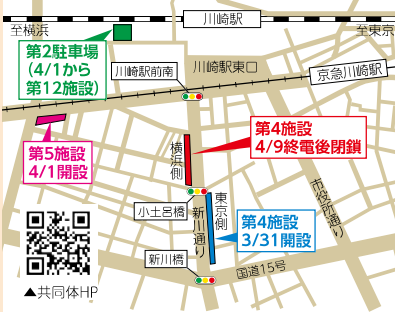 川崎駅
至横浜
至東京
第2駐車場
(4/1から
第12施設)
川崎駅前南
川崎駅東口
京急川崎駅
第5施設
4/1開設
横浜側
第4施設
4/9終電後閉鎖
小土呂橋
新川通り
東京側
第4施設
3/31開設
市役所通り
新川橋
国道15号
▲共同体HP